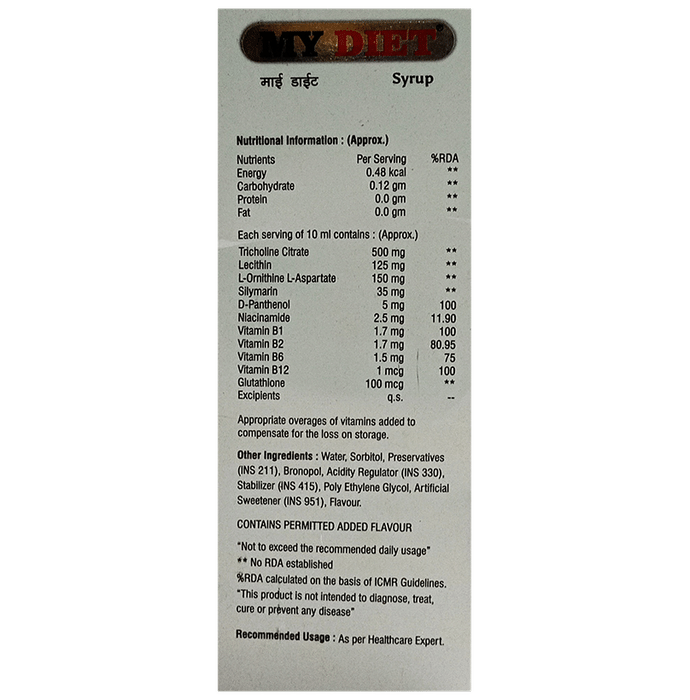 MY DIET
माई डाईट Syrup
Nutritional Information : (Approx.)
Nutrients Per Serving %RDA
Energy 0.48 kcal **
Carbohydrate 0.12 gm **
Protein 0.0 gm **
Fat 0.0 gm **
Each serving of 10 ml contains : (Approx.)
Tricholine Citrate 500 mg **
Lecithin 125 mg **
L-Ornithine L-Aspartate 150 mg **
Silymarin 35 mg **
D-Panthenol 5 mg 100
Niacinamide 2.5 mg 11.90
Vitamin B1 1.7 mg 100
Vitamin B2 1.7 mg 80.95
Vitamin B6 1.5 mg 75
Vitamin B12 1 mcg 100
Glutathione 100 mcg **
Excipients q.s. --
Appropriate overages of vitamins added to
compensate for the loss on storage.
Other Ingredients : Water, Sorbitol, Preservatives
(INS 211), Bronopol, Acidity Regulator (INS 330),
Stabilizer (INS 415), Poly Ethylene Glycol, Artificial
Sweetener (INS 951), Flavour.
CONTAINS PERMITTED ADDED FLAVOUR
"Not to exceed the recommended daily usage"
** No RDA established
%RDA calculated on the basis of ICMR Guidelines.
"This product is not intended to diagnose, treat,
cure or prevent any disease"
Recommended Usage : As per Healthcare Expert.